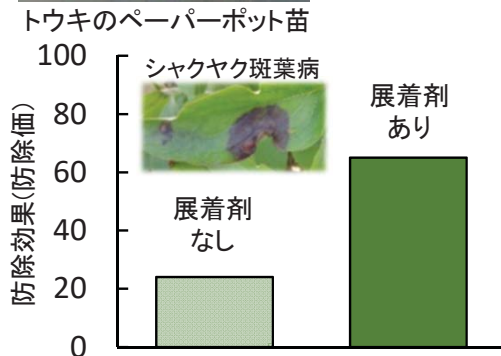 トウキのペーパーポット苗
シャクヤク斑葉病
展着剤
あり
展着剤
なし
防除効果(防除価)
100
80
60
40
20
0